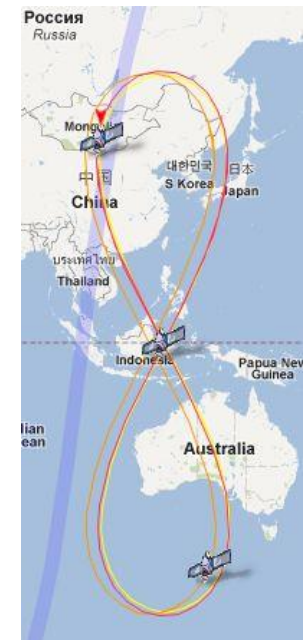 Россия
Russia
Mongolia
中国
China
대한민국
S Korea
日本
Japan
ประเทศไทย
Thailand
Indonesia
Papua New
Guinea
lian
ean
Australia